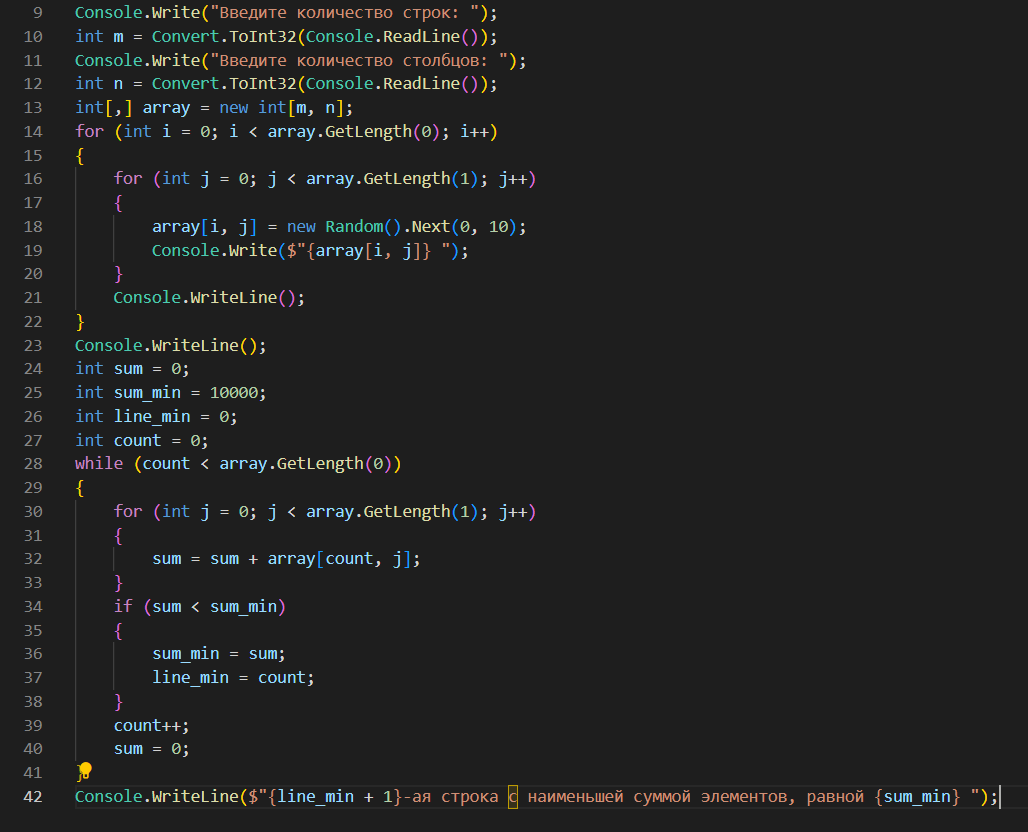 9 Console.Write("Введите количество строк: ");
10 int m = Convert.ToInt32(Console.ReadLine());
11 Console.Write("Введите количество столбцов: ");
12 int n = Convert.ToInt32(Console.ReadLine());
13 int[,] array = new int[m, n];
14 for (int i = 0; i < array.GetLength(0); i++)
15 {
16     for (int j = 0; j < array.GetLength(1); j++)
17     {
18         array[i, j] = new Random().Next(0, 10);
19         Console.Write($"{array[i, j]} ");
20     }
21     Console.WriteLine();
22 }
23 Console.WriteLine();
24 int sum = 0;
25 int sum_min = 10000;
26 int line_min = 0;
27 int count = 0;
28 while (count < array.GetLength(0))
29 {
30     for (int j = 0; j < array.GetLength(1); j++)
31     {
32         sum = sum + array[count, j];
33     }
34     if (sum < sum_min)
35     {
36         sum_min = sum;
37         line_min = count;
38     }
39     count++;
40     sum = 0;
41 }
42 Console.WriteLine($"{line_min + 1}-ая строка с наименьшей суммой элементов, равной {sum_min} ");